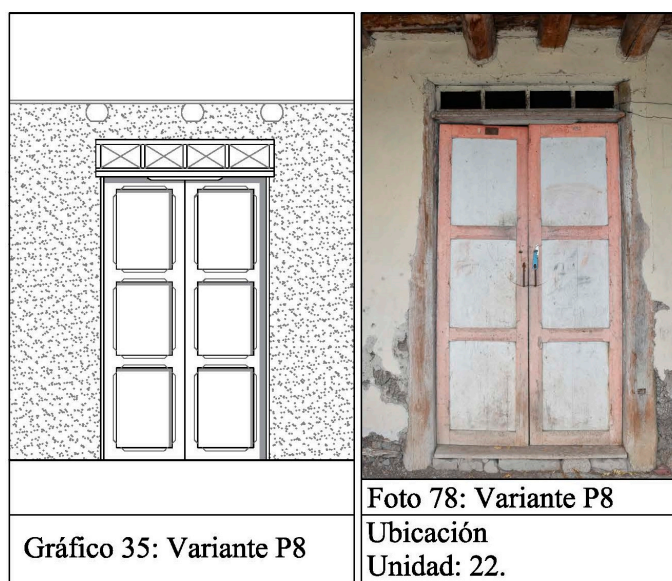 Gráfico 35: Variante P8
Foto 78: Variante P8
Ubicación
Unidad: 22.